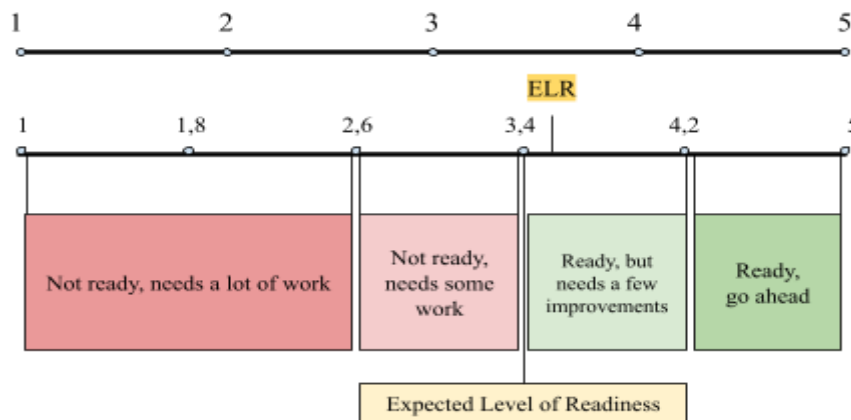 1 2 3 4 5
ELR
1 1,8 2,6 3,4 4,2 5
Not ready, needs a lot of work
Not ready,
needs some
work
Ready, but
needs a few
improvements
Ready,
go ahead
Expected Level of Readiness